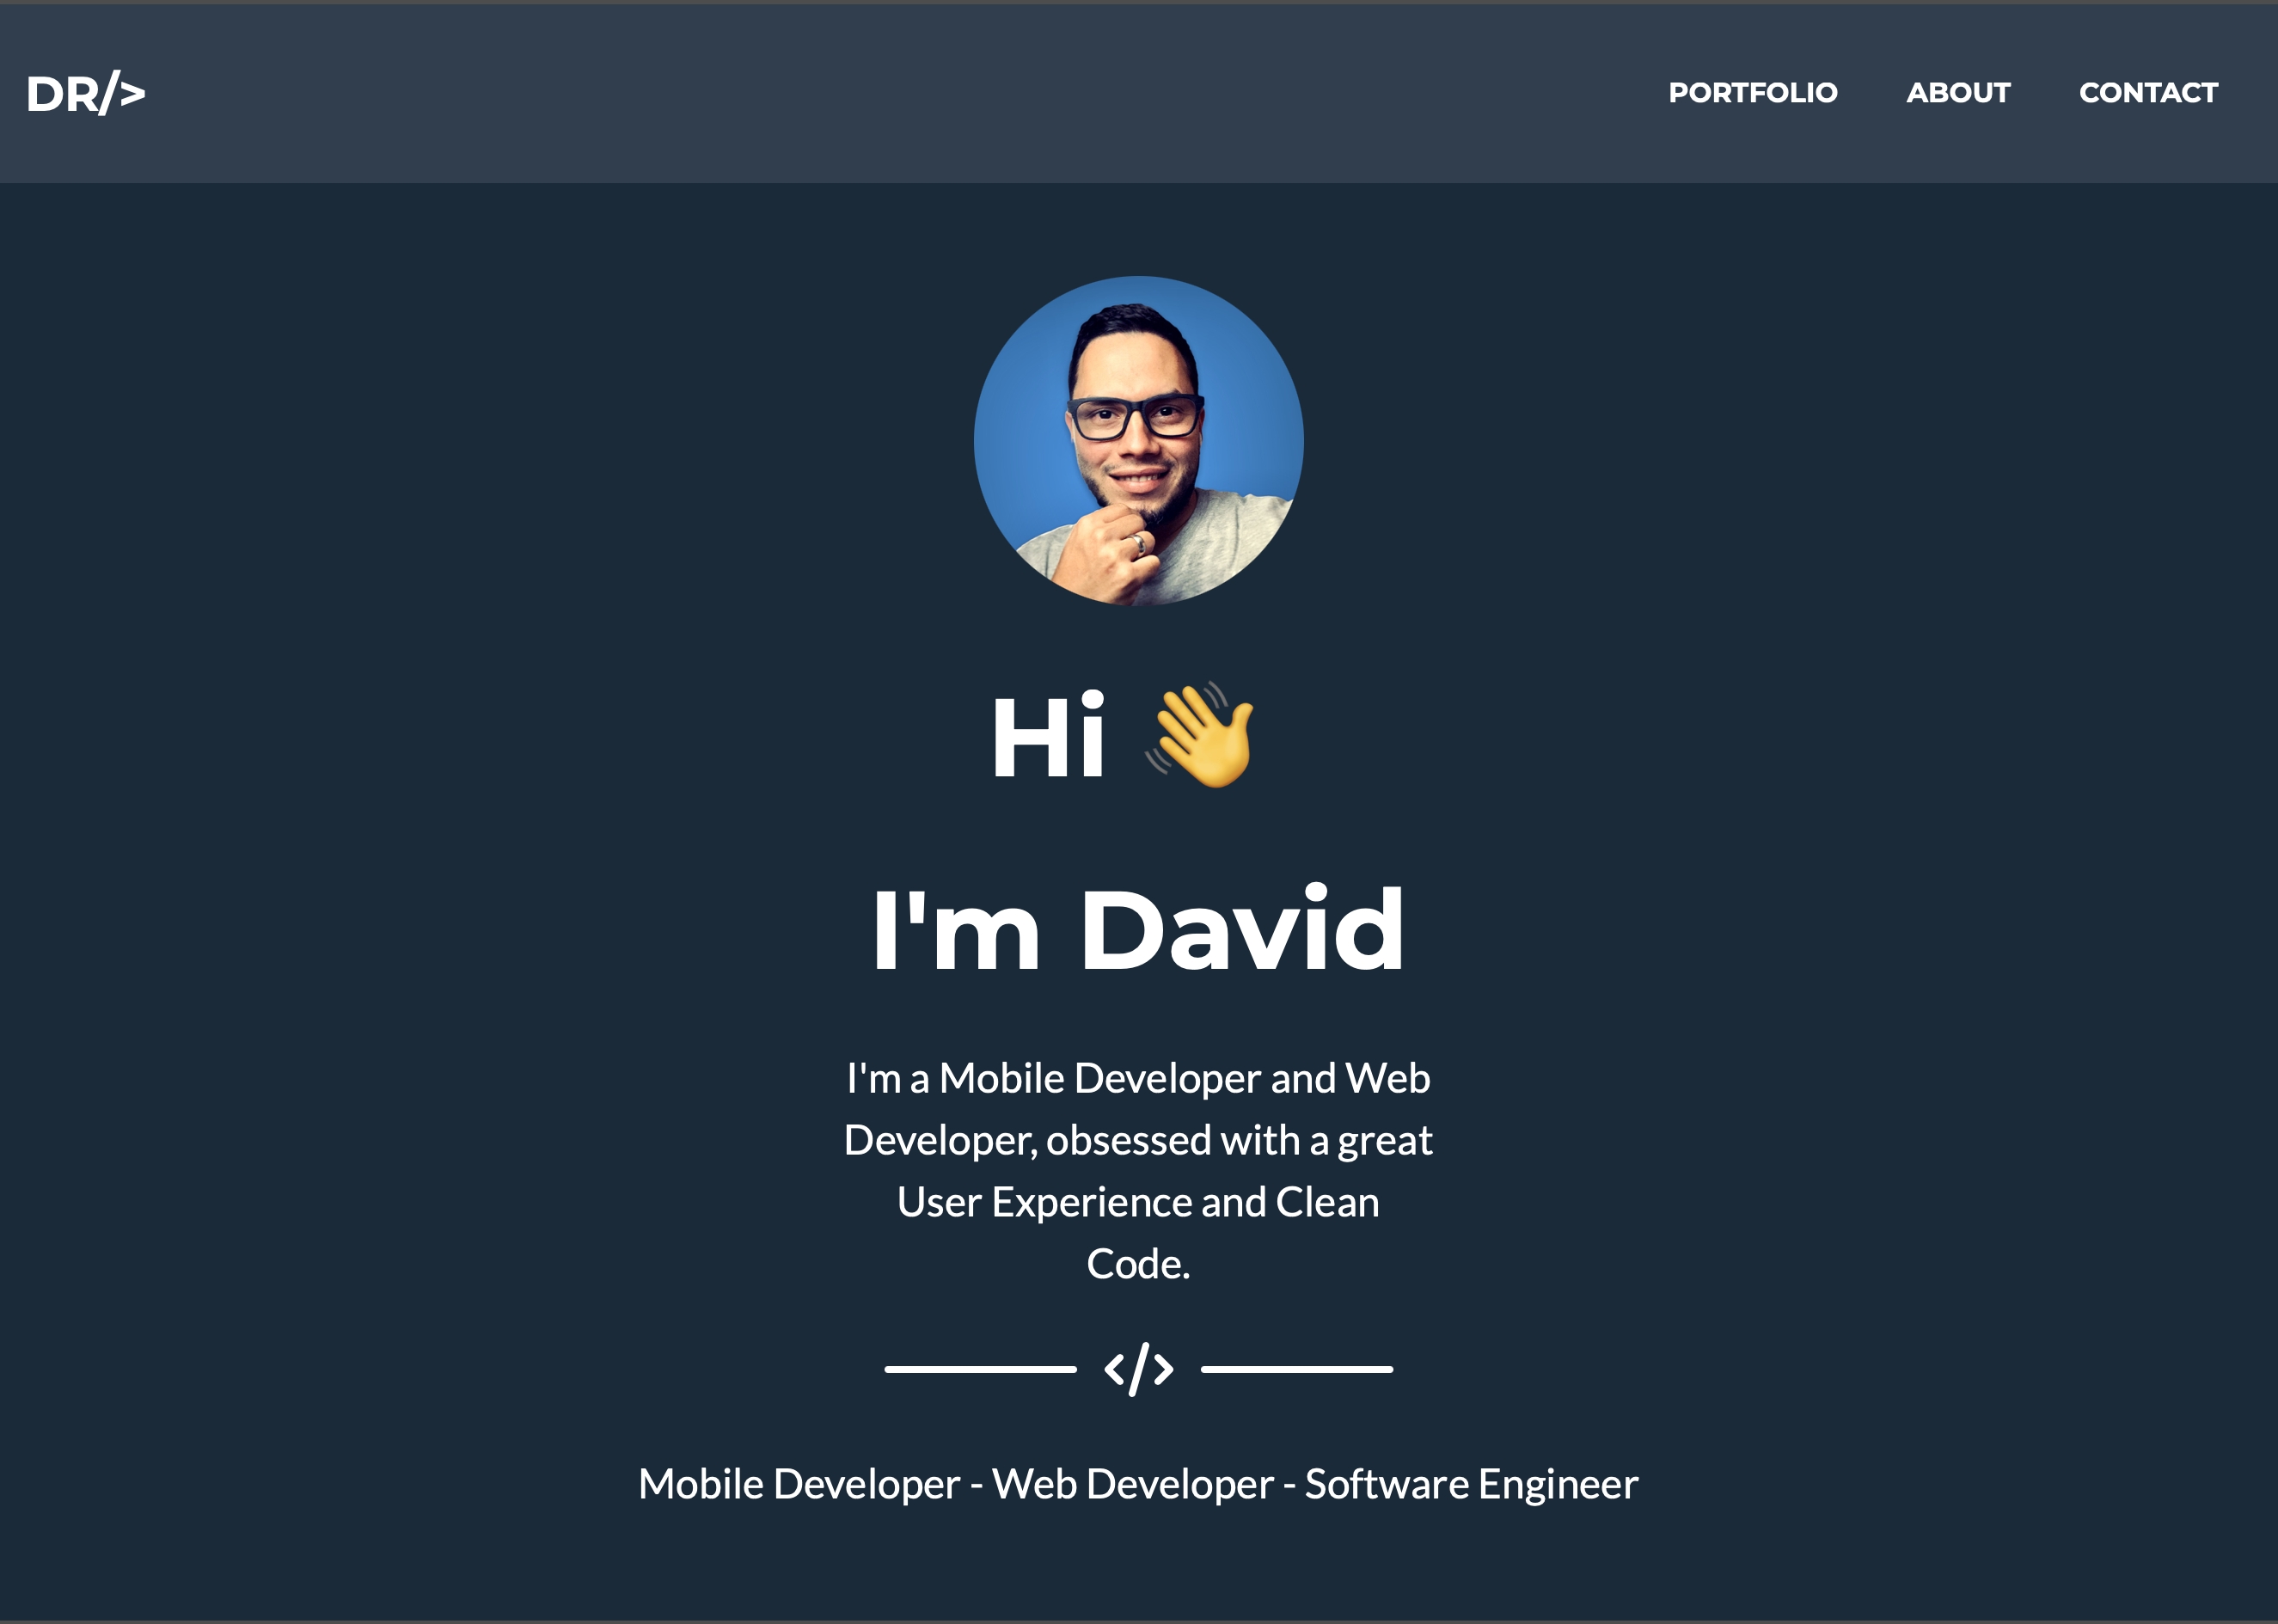 DR/>
PORTFOLIO ABOUT CONTACT
Hi 👋
I'm David
I'm a Mobile Developer and Web
Developer, obsessed with a great
User Experience and Clean
Code.
</>
Mobile Developer - Web Developer - Software Engineer